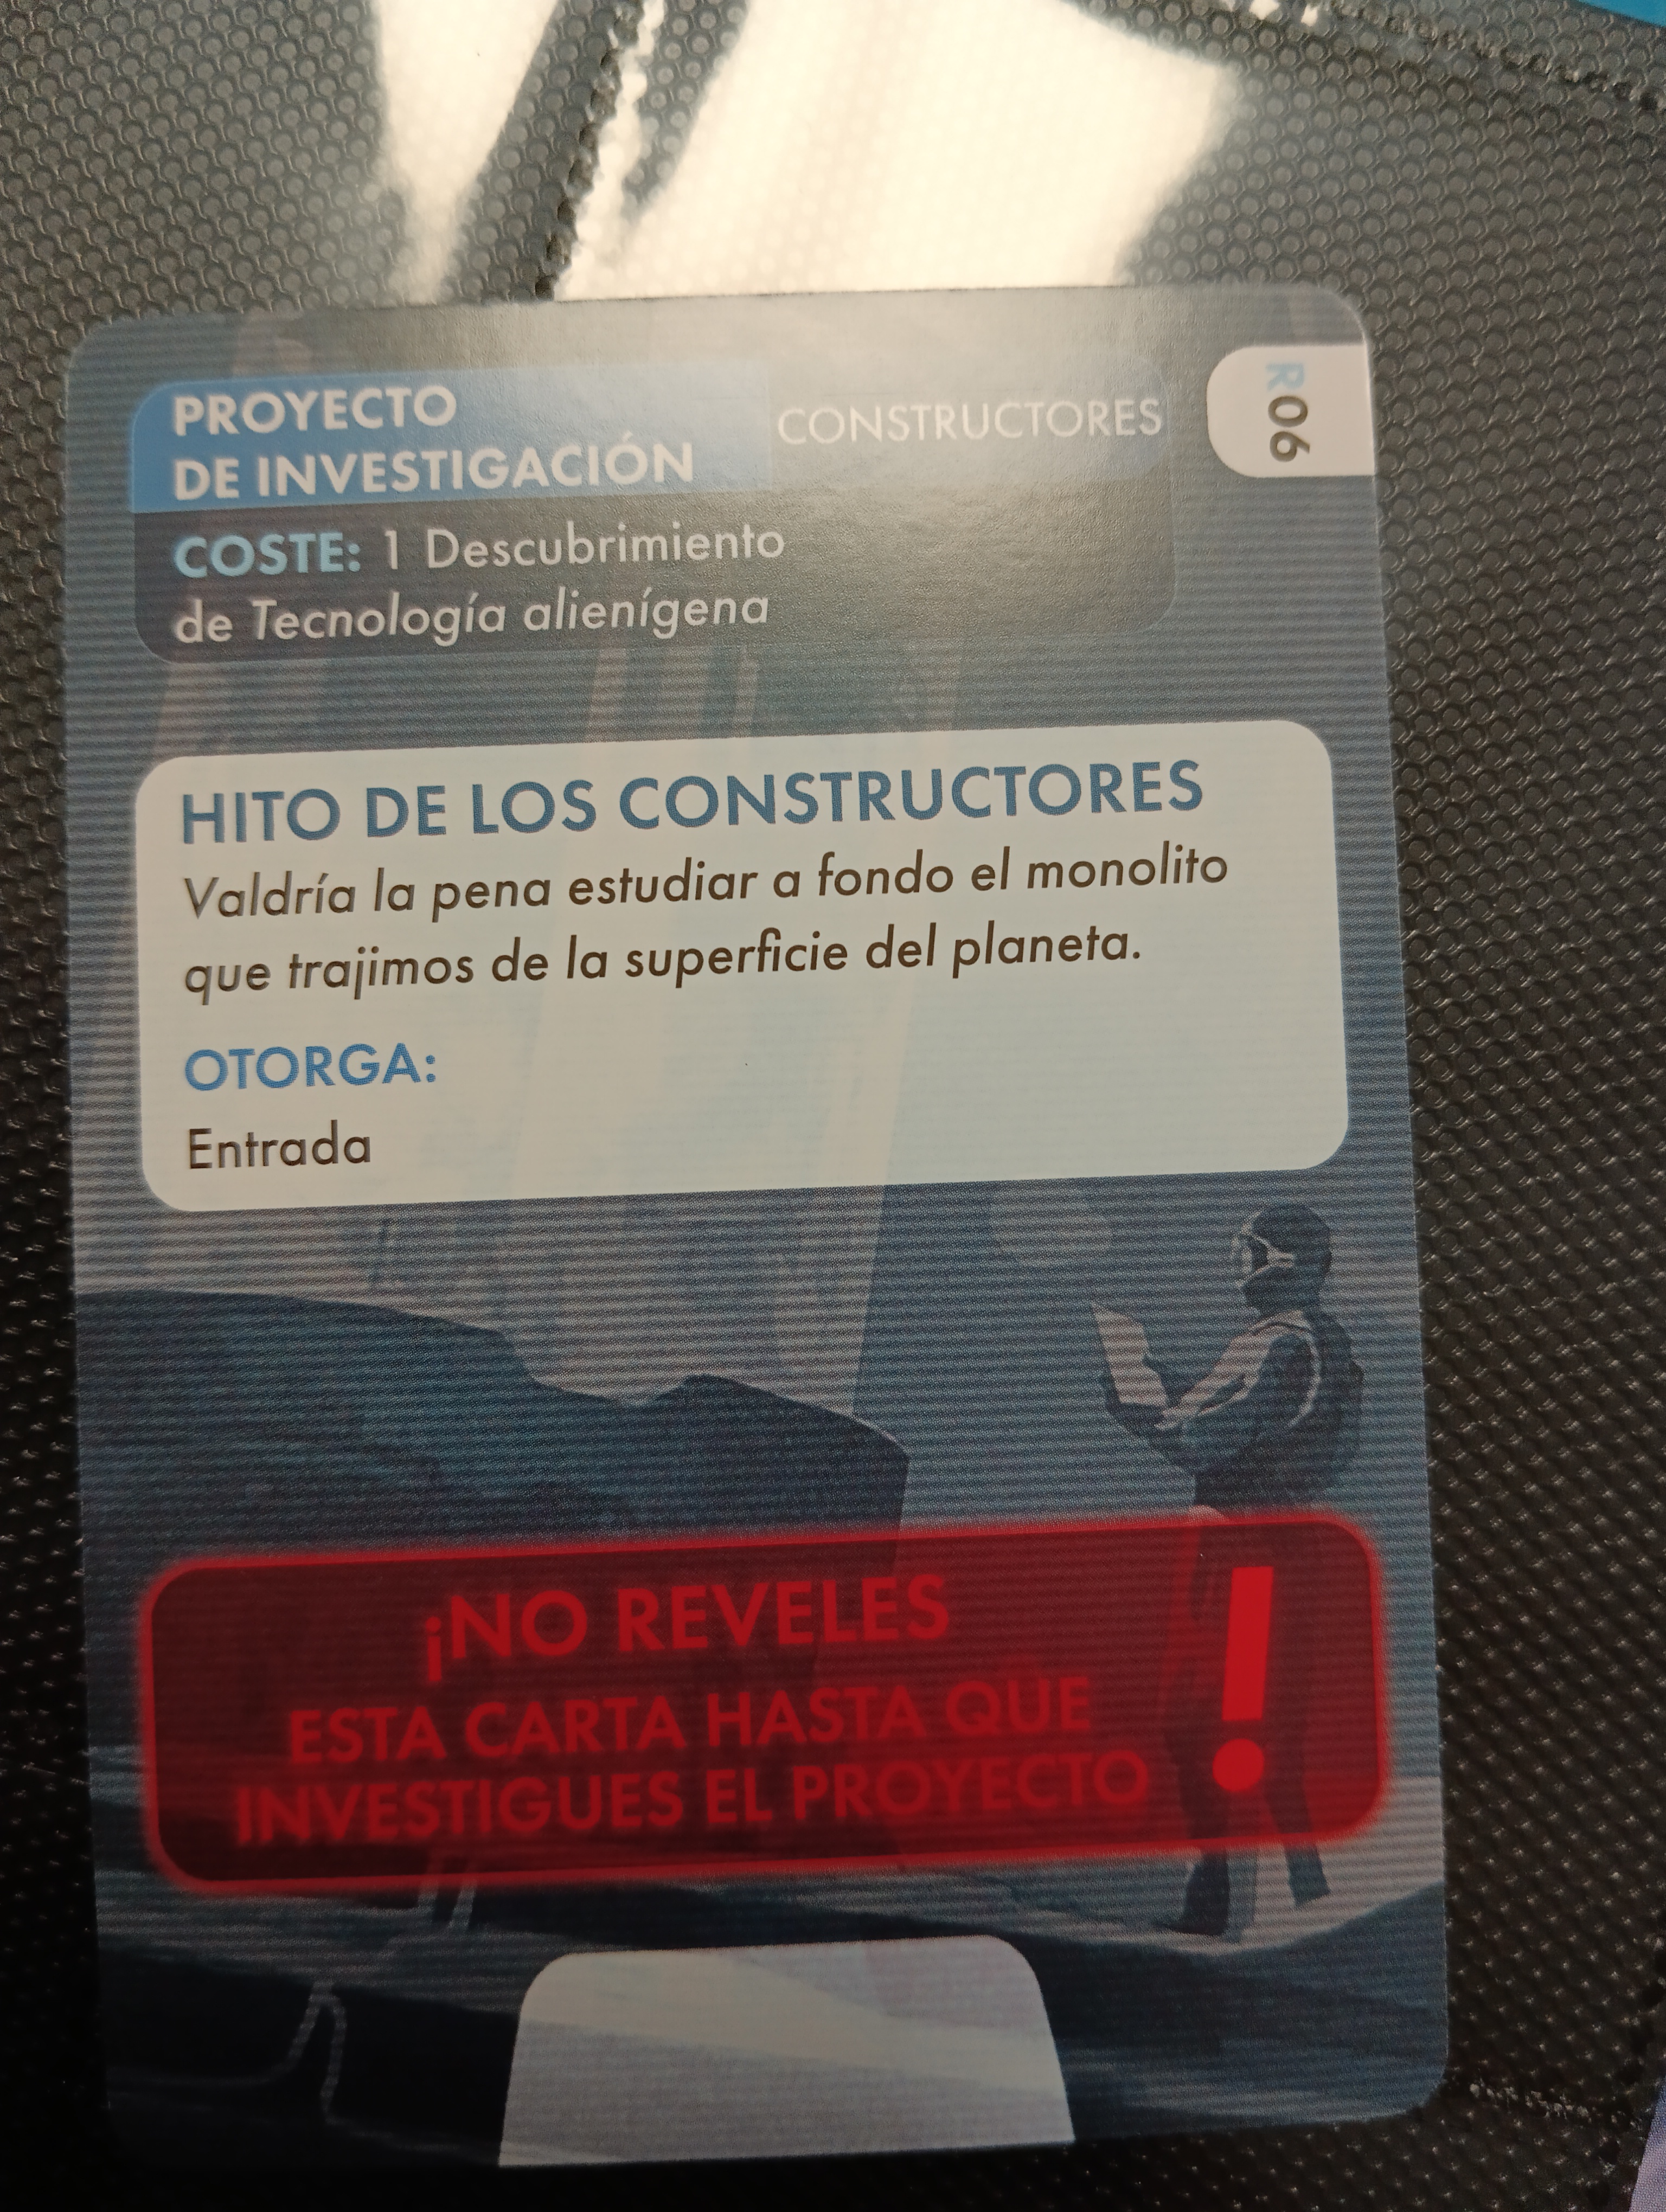 PROYECTO
DE INVESTIGACIÓN
CONSTRUCTORES
R06
COSTE: 1 Descubrimiento
de Tecnología alienígena
HITO DE LOS CONSTRUCTORES
Valdría la pena estudiar a fondo el monolito
que trajimos de la superficie del planeta.
OTORGA:
Entrada
¡NO REVELES
ESTA CARTA HASTA QUE
INVESTIGUES EL PROYECTO
!